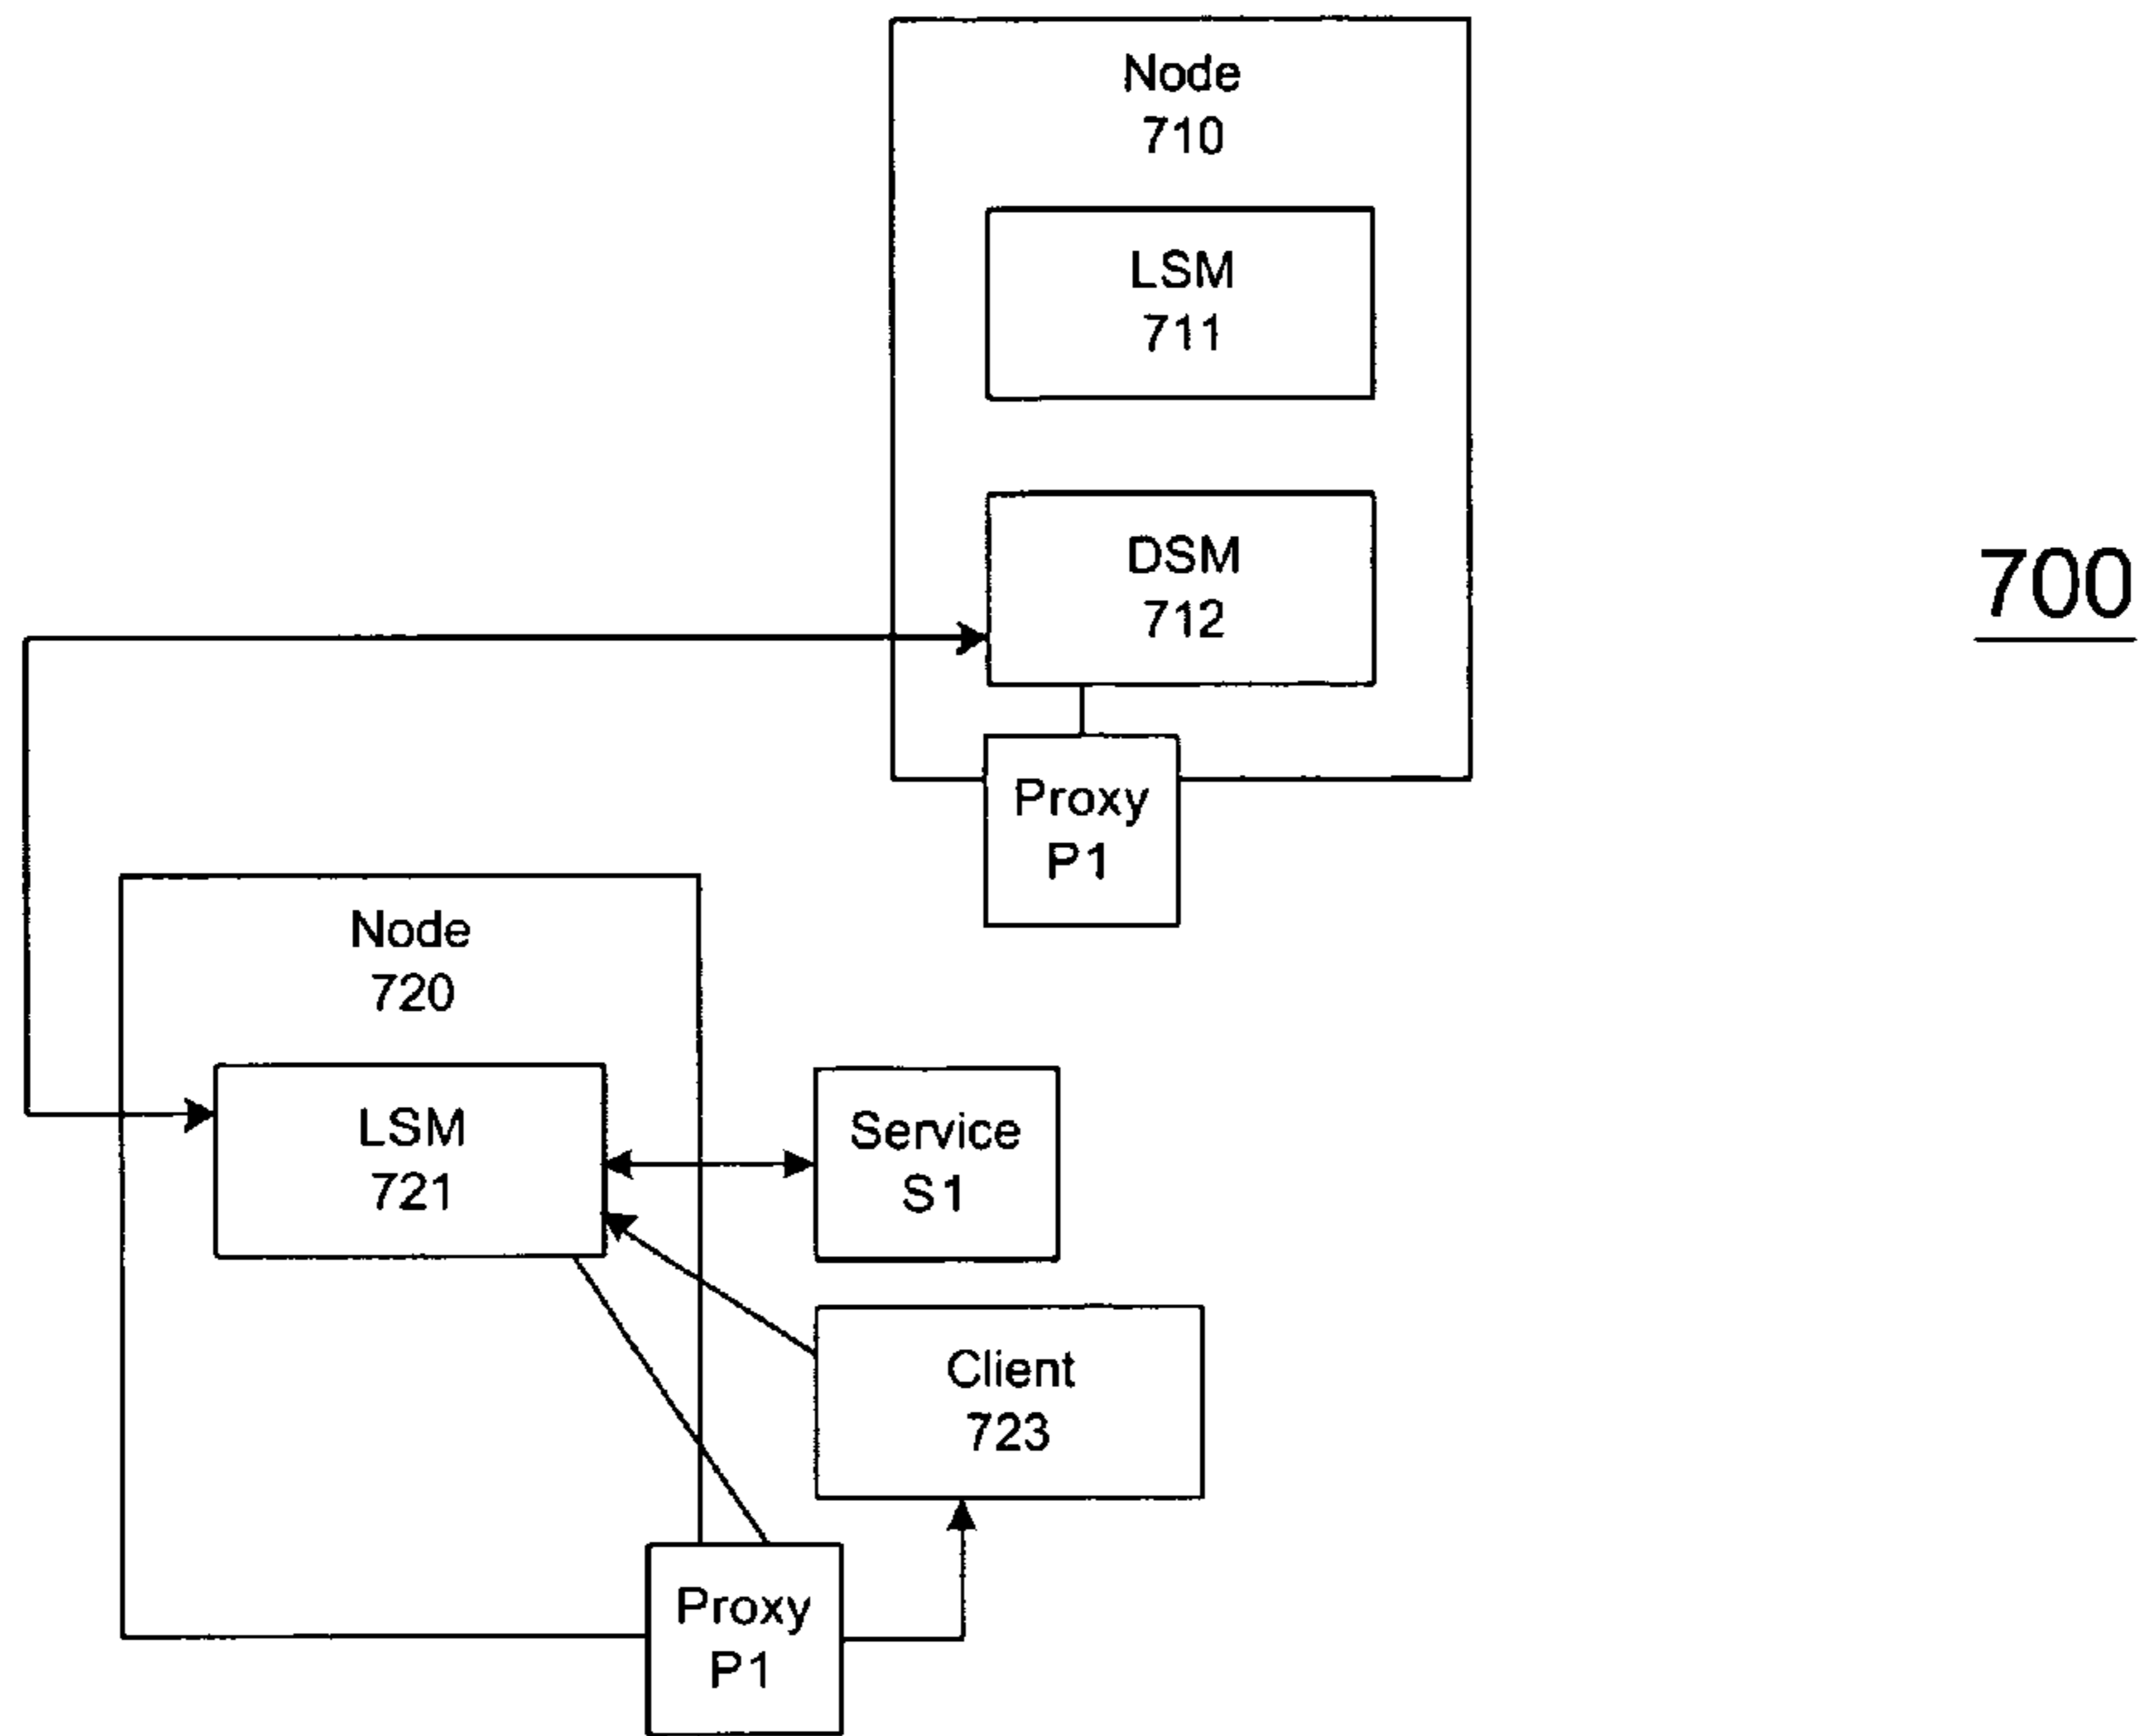 Node
710
LSM
711
DSM
712
700
Proxy
P1
Node
720
LSM
721
Service
S1
Client
723
Proxy
P1